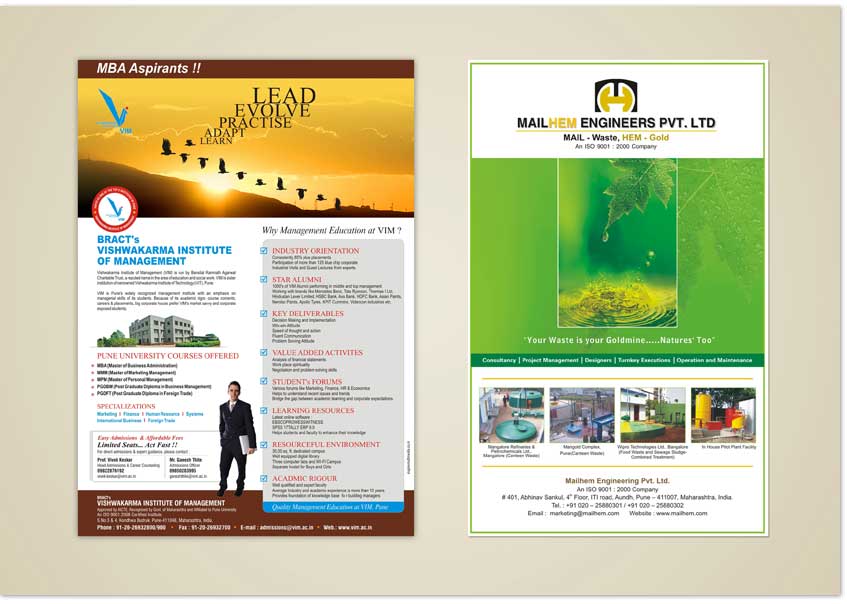 MBA Aspirants !!
LEAD
EVOLVE
PRACTISE
ADAPT
LEARN
VIM
BRACT's
VISHWAKARMA INSTITUTE
OF MANAGEMENT
Vishwakarma Institute of Management (VIM) is run by Bansilal Ramnath Agarwal
Charitable Trust, a reputed name in the area of education and social work. VIM is sister
institution of renowned Vishwakarma Institute of Technology (VIT), Pune.
VIM is Pune's widely recognized management institute with an emphasis on
managerial skills of its students. Because of its academic rigor, course contents,
careers & placements, big corporate house prefer VIM's market savvy and corporate
exposed students.
PUNE UNIVERSITY COURSES OFFERED
MBA (Master of Business Administration)
MMM (Master of Marketing Management)
MPM (Master of Personal Management)
PGDBM (Post Graduate Diploma in Business Management)
PGDFT (Post Graduate Diploma in Foreign Trade)
SPECIALIZATIONS
Marketing I Finance I Human Resource I Systems
International Business I Foreign Trade
Easy Admissions & Affordable Fees
Limited Seats... Act Fast !!
For direct admissions & expert guidance, please contact:
Prof. Vivek Keskar
Head Admissions & Career Counseling
09822876192
vivek-keskar@vim.ac.in
Mr. Ganesh Thite
Admissions Officer
09850283995
ganeshthite@vim.ac.in
Why Management Education at VIM ?
INDUSTRY ORIENTATION
Consistently 85% plus placements
Participation of more than 125 blue chip corporate
Industrial Visits and Guest Lectures from experts.
STAR ALUMNI
1000's of VIM Alumni performing in middle and top management
Working with brands like Mercedes Benz, Tata Ryerson, Thermax I Ltd,
Hindustan Lever Limited, HSBC Bank, Axis Bank, HDFC Bank, Asian Paints,
Nerolac Paints, Apollo Tyres, KPIT Cummins, Videocon Industries etc.
KEY DELIVERABLES
Decision Making and Implementation
Win-win Attitude
Speed of thought and action
Fluent Communication
Problem Solving Attitude
VALUE ADDED ACTIVITES
Analysis of financial statements
Work place spirituality
Negotiation and problem solving skills
STUDENT's FORUMS
Various forums like Marketing, Finance, HR & Economics
Helps to understand recent issues and trends
Bridge the gap between academic learning and corporate expectations
LEARNING RESOURCES
Latest online software :
Helps students and faculty to enhance their knowledge
RESOURCEFUL ENVIRONMENT
30,00,sq. ft. dedicated campus
Well equipped digital library
Three computer labs and WI-FI Campus
Separate hostel for Boys and Girls
ACADMIC RIGOUR
Well qualified and expert faculty
Average Industry and academic experience is more than 10 years
Provides foundation of knowledge base for building managers
Quality Management Education at VIM, Pune
BRACT's
VISHWAKARMA INSTITUTE OF MANAGEMENT
Approved by AICTE, Recognised by Govt. of Maharashtra and Affiliated to Pune University
An ISO 9001-2008 Certified Institute
S.No 3 & 4, Kondhwa Budruk, Pune-411048, Maharashtra, India.
Phone : 91-20-26932800/900 • Fax : 91-20-26932700 • E-mail : admissions@vim.ac.in • Web : www.vim.ac.in
MAILHEM ENGINEERS PVT. LTD
MAIL - Waste, HEM - Gold
An ISO 9001 : 2000 Company
"Your Waste is your Goldmine.....Natures' Too"
Consultancy | Project Management | Designers | Turnkey Executions | Operation and Maintenance
Mangalore Refineries &
Petrochemicals Ltd.,
Mangalore (Canteen Waste)
Marigold Complex,
Pune(Canteen Waste)
Wipro Technologies Ltd., Bangalore
(Food Waste and Sewage Sludge-
Combined Treatment)
In House Pilot Plant Facility
Mailhem Engineering Pvt. Ltd.
An ISO 9001 : 2000 Company
# 401, Abhinav Sankul, 4th Floor, ITI road, Aundh, Pune – 411007, Maharashtra, India.
Tel. : +91 020 – 25880301 / +91 020 – 25880302
Email : marketing@mailhem.com Website : www.mailhem.com